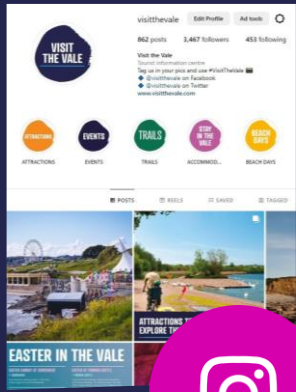 visitthevale Edit Profile Ad tools
862 posts 3,467 followers 453 following
VISIT
THE VALE
Visit the Vale
Tourist information centre
Tag us in your pics and use #VisitTheVale
@visitthevale on Facebook
@visitthevale on Twitter
www.visitthevale.com
ATTRACTIONS
EVENTS
TRAILS
STAY
IN THE
VALE
BEACH
DAYS
ATTRACTIONS EVENTS TRAILS ACCOMMOD... BEACH DAYS
POSTS REELS SAVED TAGGED
ATTRACTIONS
EXPLORE
EASTER IN THE VALE